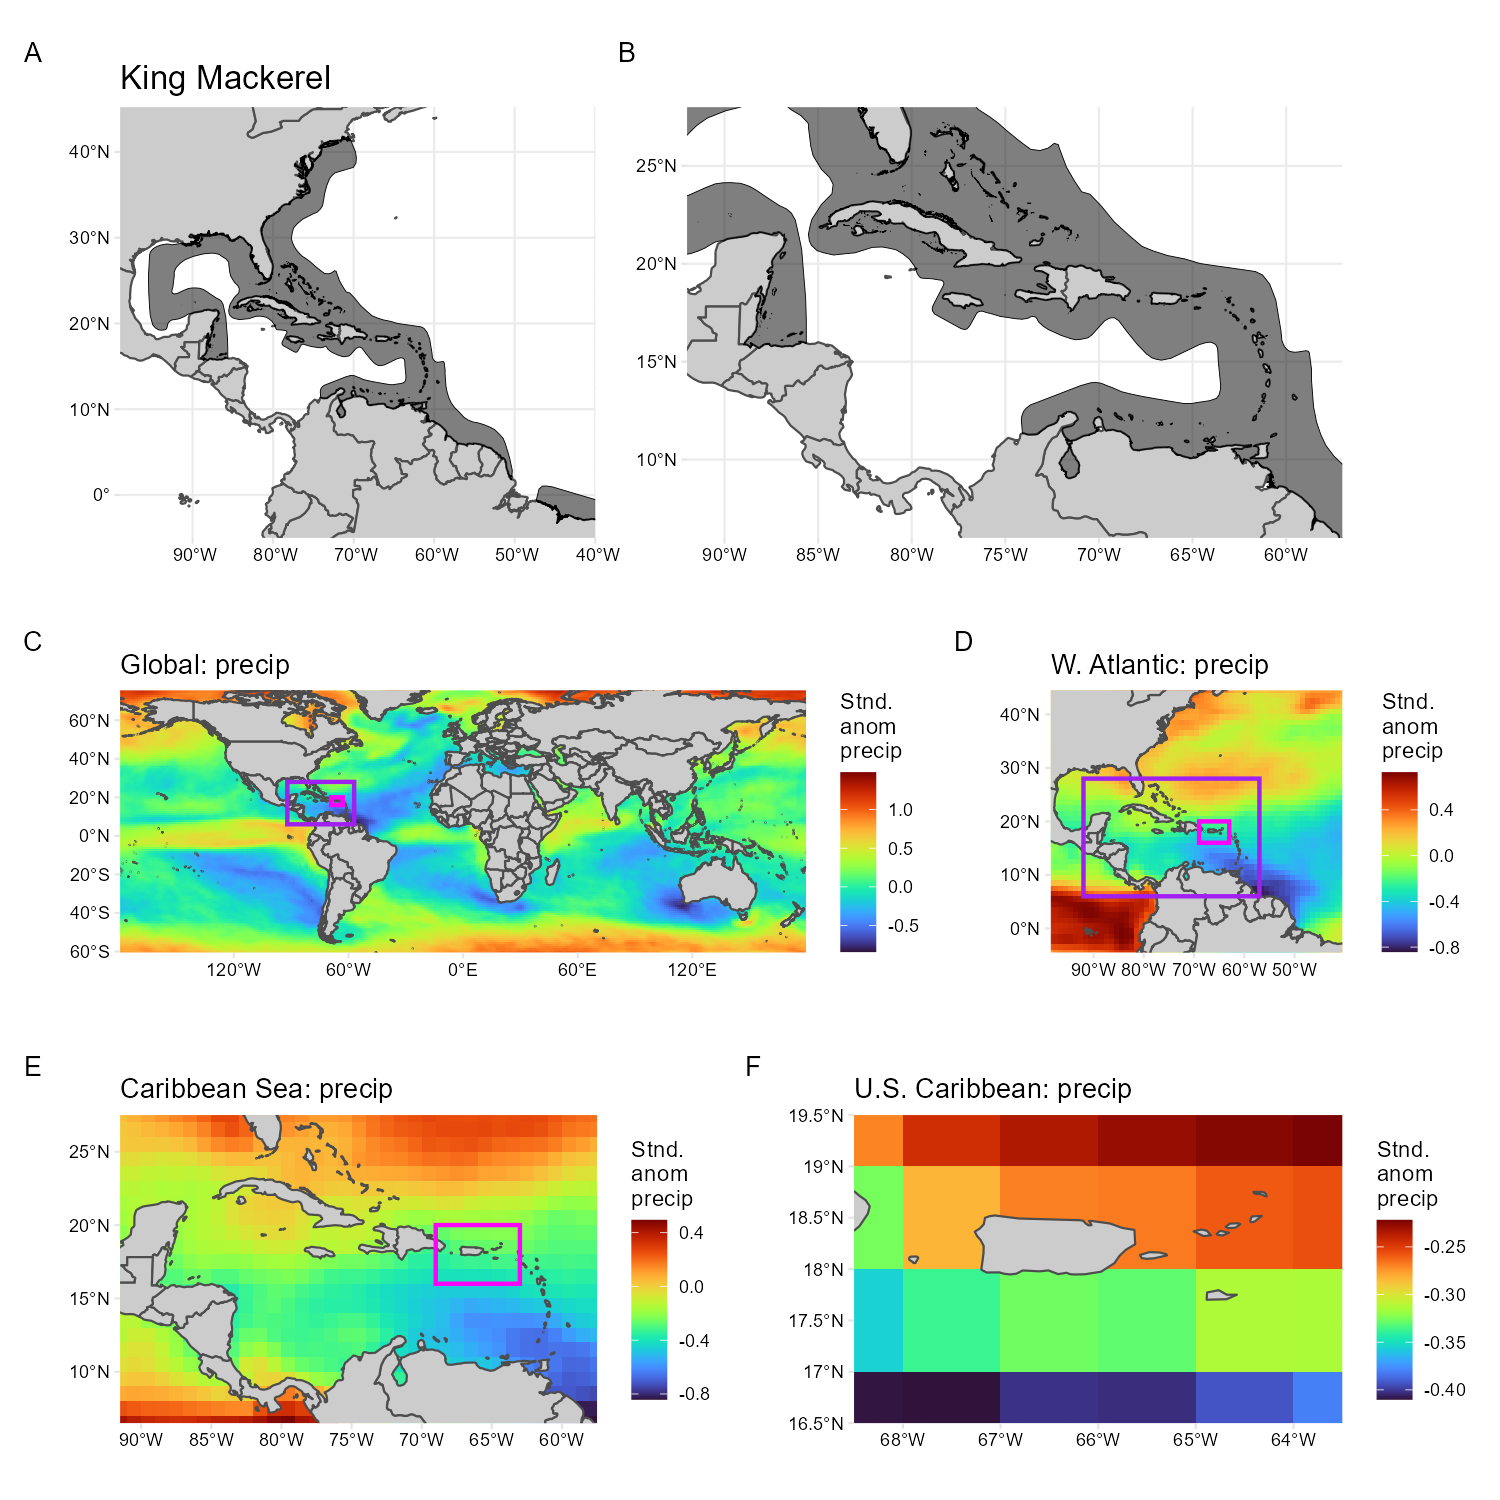 A
B
King Mackerel
40°N
30°N
20°N
10°N
0°
90°W 80°W 70°W 60°W 50°W 40°W
25°N
20°N
15°N
10°N
90°W 85°W 80°W 75°W 70°W 65°W 60°W
C
D
Global: precip
60°N
40°N
20°N
0°N
20°S
40°S
60°S
120°W 60°W 0°E 60°E 120°E
Stnd.
anom
precip
1.0
0.5
0.0
-0.5
W. Atlantic: precip
40°N
30°N
20°N
10°N
0°N
90°W 80°W 70°W 60°W 50°W
Stnd.
anom
precip
0.4
0.0
-0.4
-0.8
E
F
Caribbean Sea: precip
25°N
20°N
15°N
10°N
90°W 85°W 80°W 75°W 70°W 65°W 60°W
Stnd.
anom
precip
0.4
0.0
-0.4
-0.8
U.S. Caribbean: precip
19.5°N
19°N
18.5°N
18°N
17.5°N
17°N
16.5°N
68°W 67°W 66°W 65°W 64°W
Stnd.
anom
precip
-0.25
-0.30
-0.35
-0.40